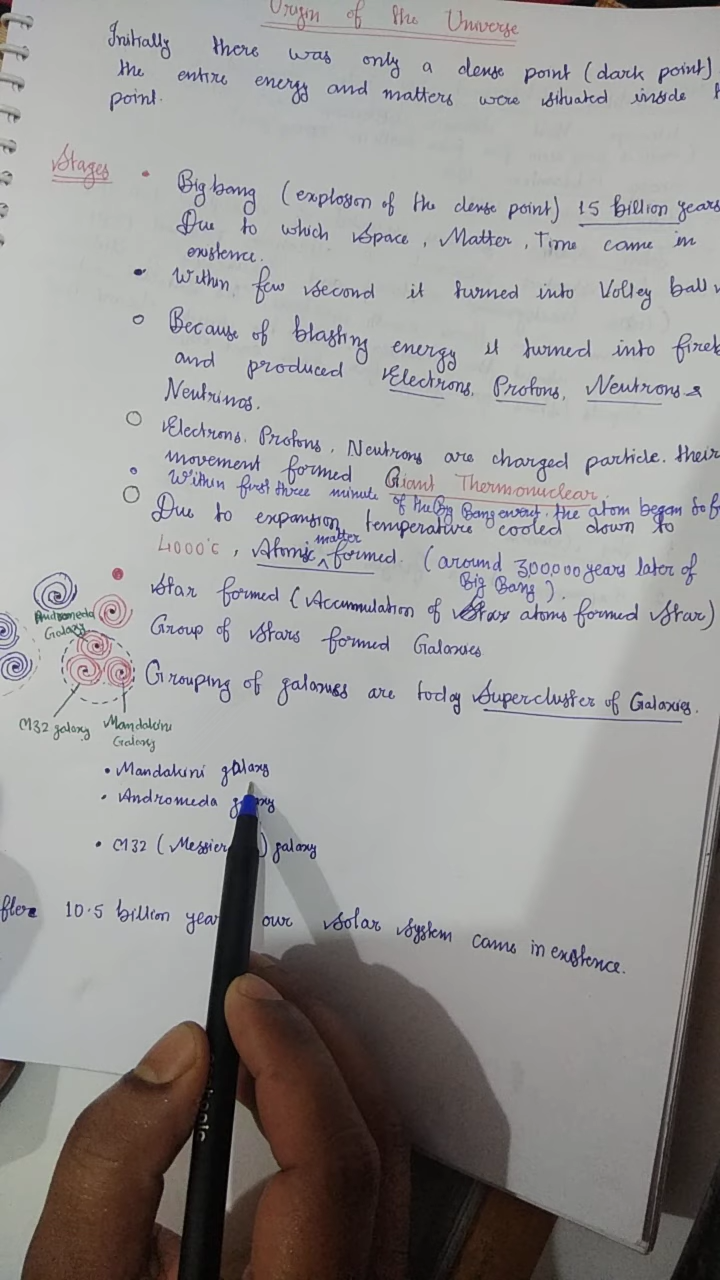 Origin of the Universe
Initially there was only a dense point (dark point)
the entire energy and matters were situated inside
point.
Stages
Big bang (explosion of the dense point) 15 billion years
Due to which Space, Matter, Time came in
existence.
Within few second it turned into Volley ball
Because of blasting energy it turned into fireb
and produced Electrons, Protons, Neutrons &
Neutrinos.
Electrons, Protons, Neutrons are charged particle. their
movement formed Giant Thermonuclear.
Within first three minute of the Big Bang event. the atom began to f
Due to expansion temperature cooled down to
4000°c, Atomic matter formed. (around 300,000 years later of
Big Bang).
Star formed (Accumulation of atoms formed Star)
Andromeda
Galaxy
Group of Stars formed Galaxies
Grouping of galaxies are today Supercluster of Galaxies.
M32 galaxy
Mandakini
Galaxy
• Mandakini galaxy
• Andromeda galaxy
• M32 (Messier ) galaxy
10.5 billion year our Solar System came in existence.